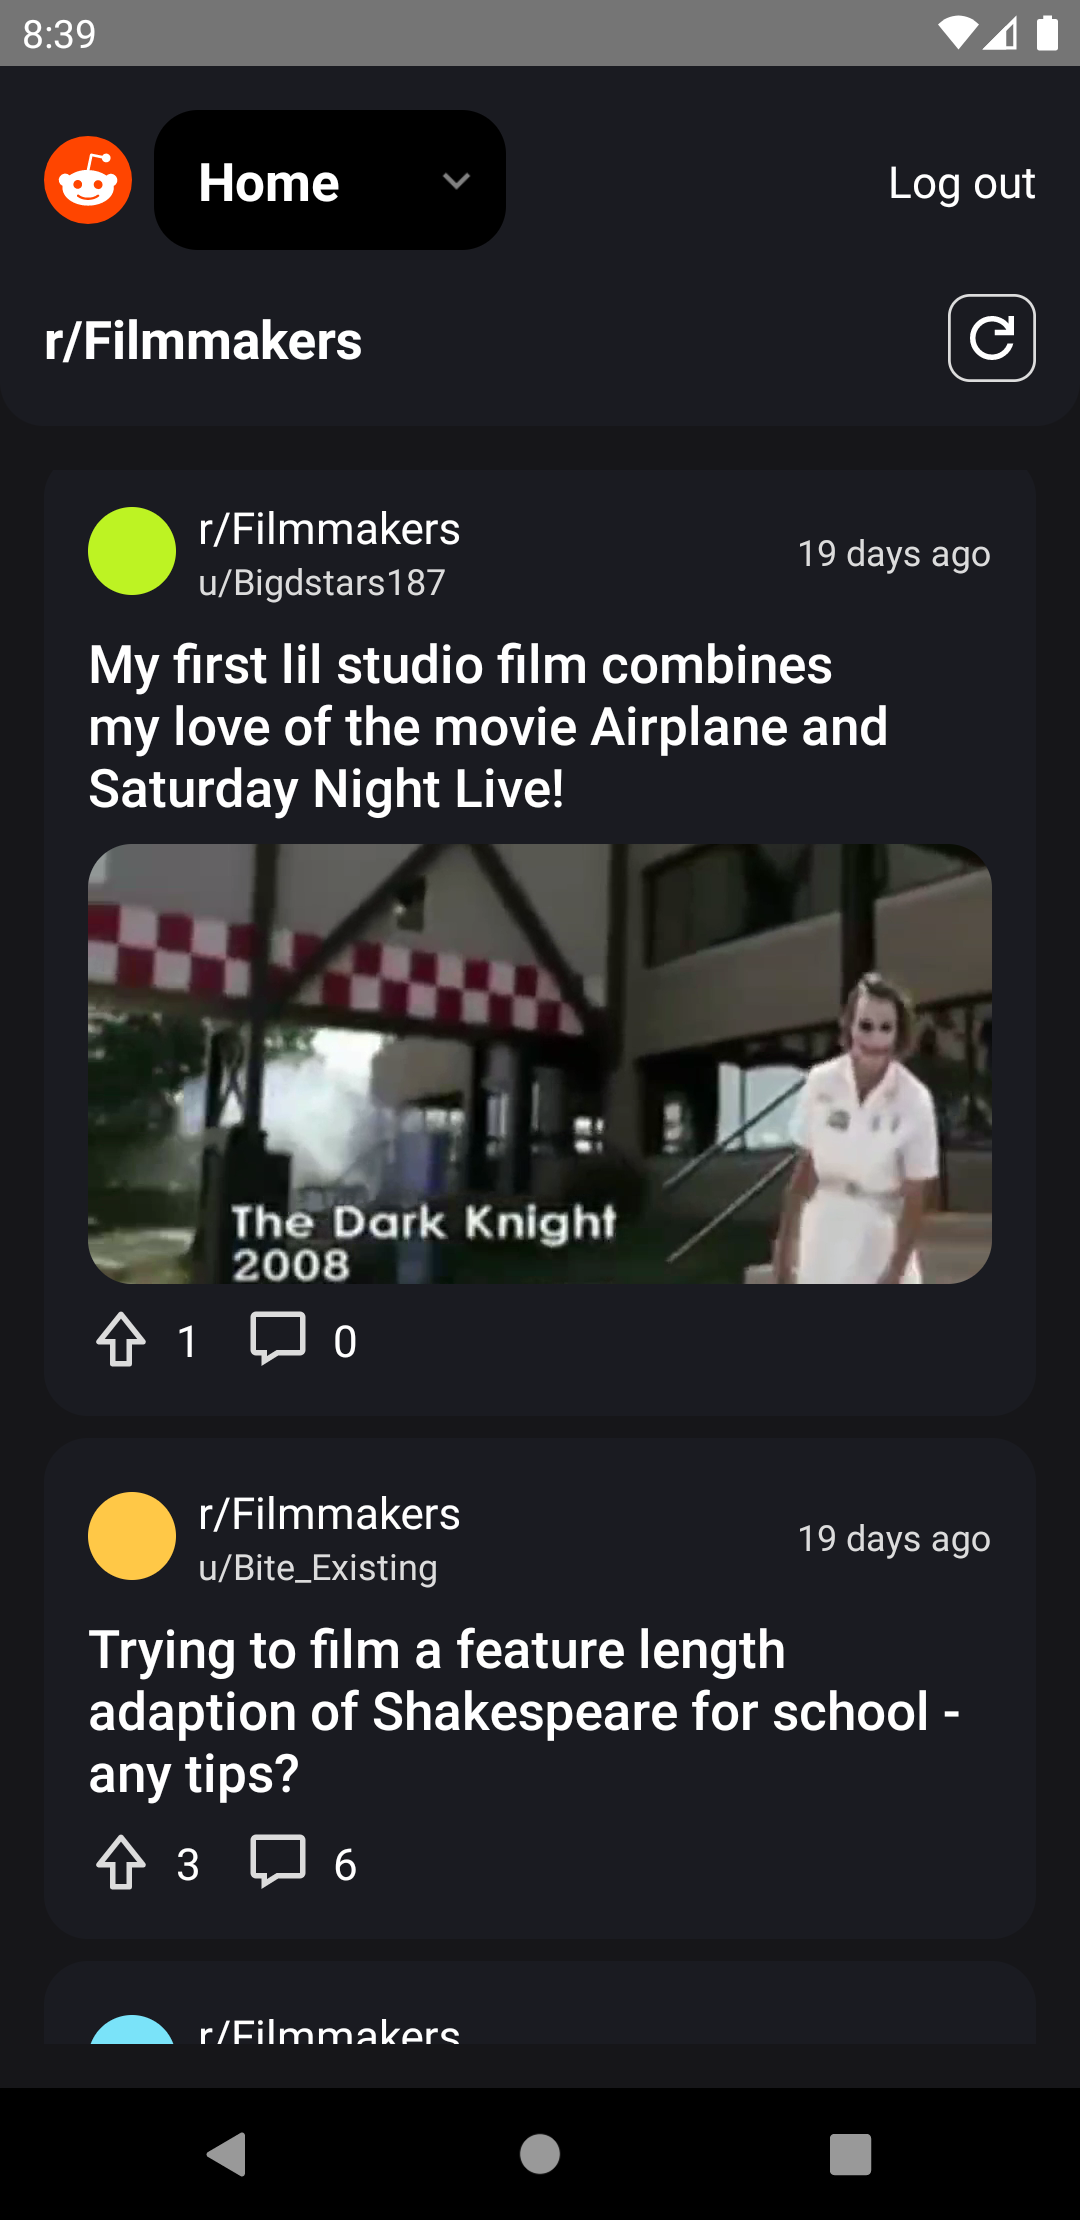 8:39
Home
Log out
r/Filmmakers
r/Filmmakers
u/Bigdstars187
19 days ago
My first lil studio film combines
my love of the movie Airplane and
Saturday Night Live!
The Dark Knight
2008
1
0
r/Filmmakers
u/Bite_Existing
19 days ago
Trying to film a feature length
adaption of Shakespeare for school -
any tips?
3
6
r/Filmmakers